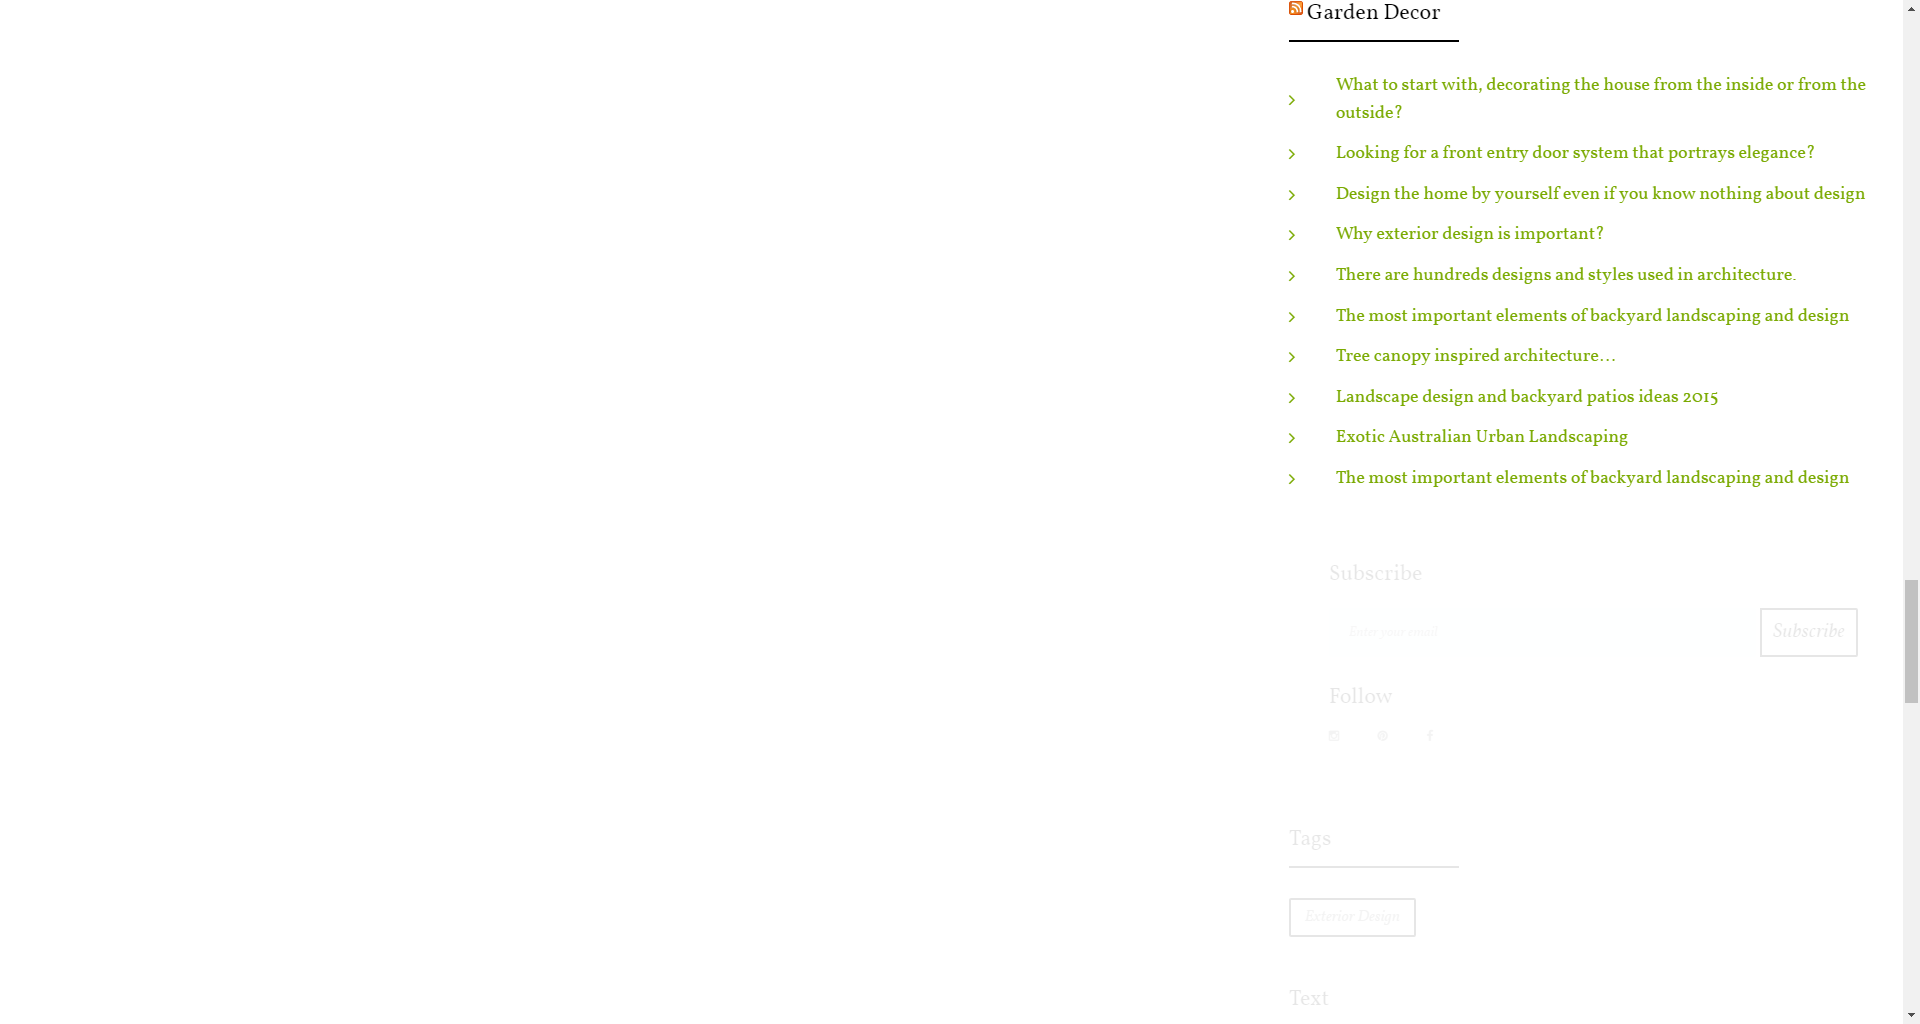 Garden Decor
What to start with, decorating the house from the inside or from the
outside?
Looking for a front entry door system that portrays elegance?
Design the home by yourself even if you know nothing about design
Why exterior design is important?
There are hundreds designs and styles used in architecture.
The most important elements of backyard landscaping and design
Tree canopy inspired architecture…
Landscape design and backyard patios ideas 2015
Exotic Australian Urban Landscaping
The most important elements of backyard landscaping and design
Subscribe
Enter your email
Subscribe
Follow
Tags
Exterior Design
Text